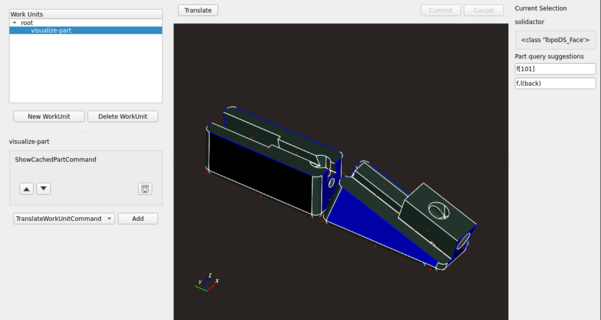 Work Units
root
visualize-part
New WorkUnit
Delete WorkUnit
visualize-part
ShowCachedPartCommand
TranslateWorkUnitCommand
Add
Translate
Commit
Cancel
Z
Y
X
Current Selection
solidactor
<class 'TopoDS_Face'>
Part query suggestions
f[101]
f,l(back)